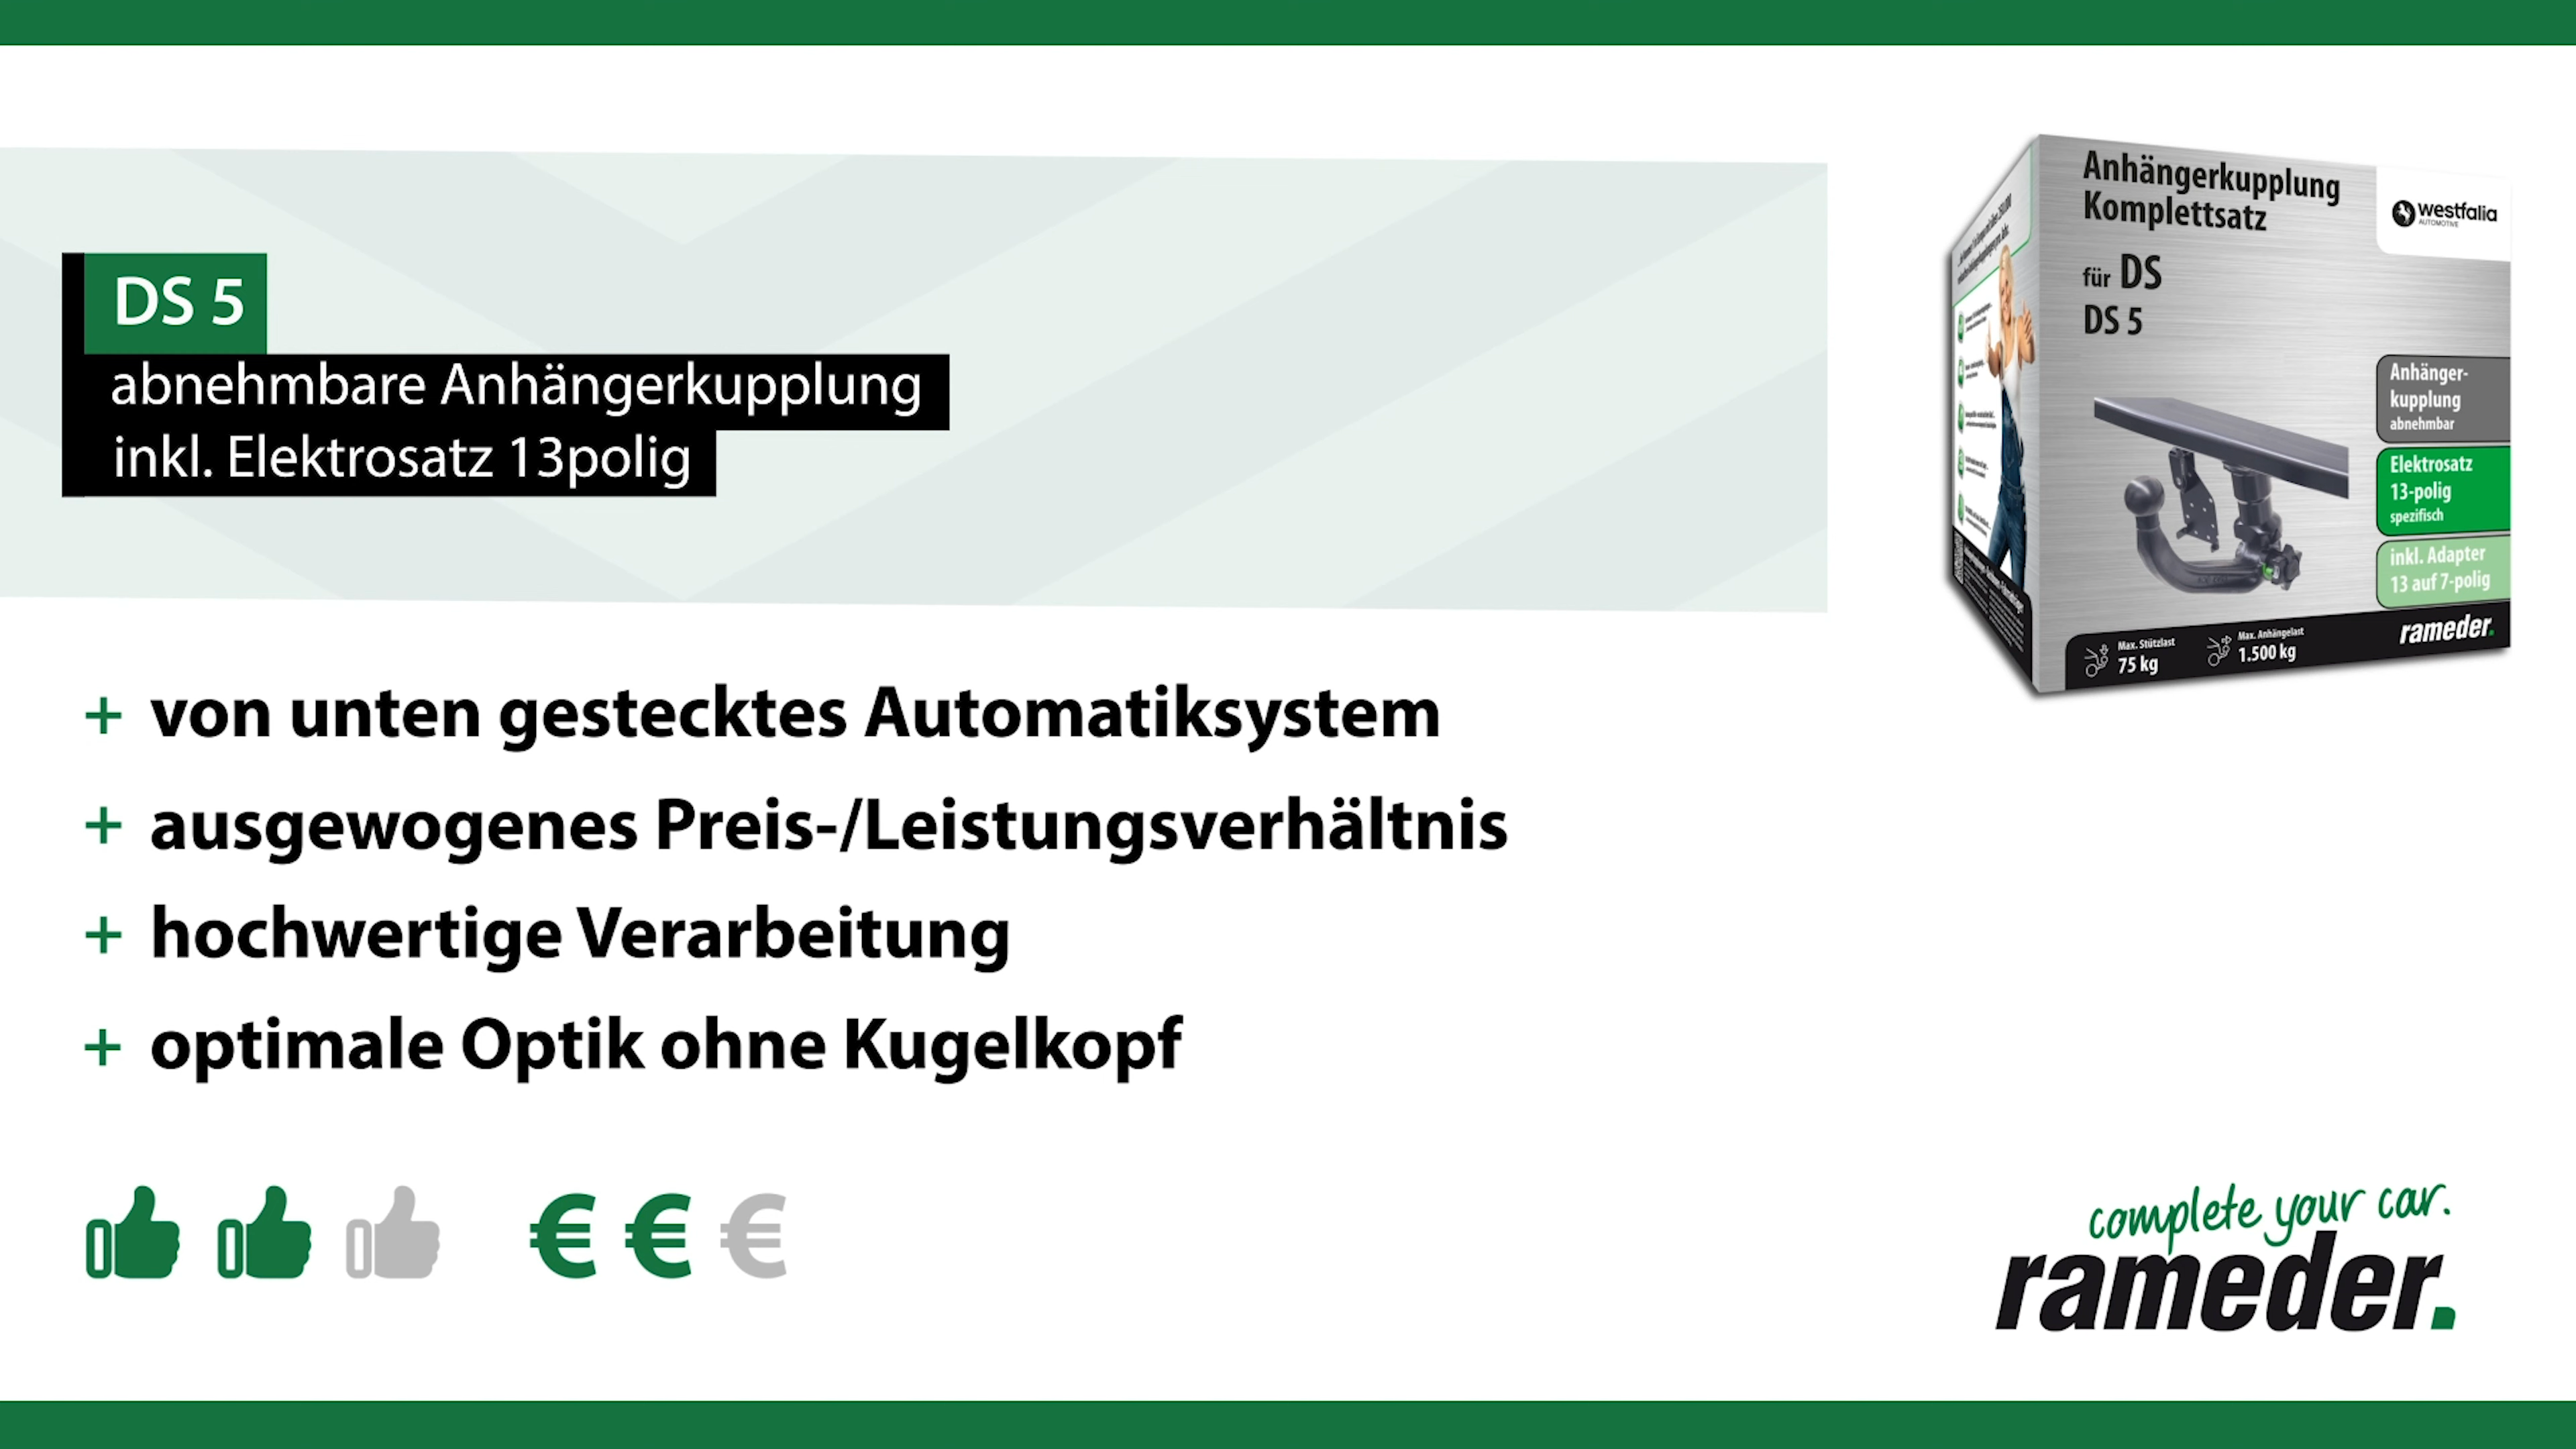 DS 5
abnehmbare Anhängerkupplung
inkl. Elektrosatz 13polig
Anhängerkupplung
Komplettsatz
für DS
DS 5
westfalia
AUTOMOTIVE
Anhänger-
kupplung
abnehmbar
Elektrosatz
13-polig
spezifisch
inkl. Adapter
13 auf 7-polig
Max. Stützlast
75 kg
Max. Anhängelast
1.500 kg
rameder.
+ von unten gestecktes Automatiksystem
+ ausgewogenes Preis-/Leistungsverhältnis
+ hochwertige Verarbeitung
+ optimale Optik ohne Kugelkopf
€ € €
complete your car.
rameder.